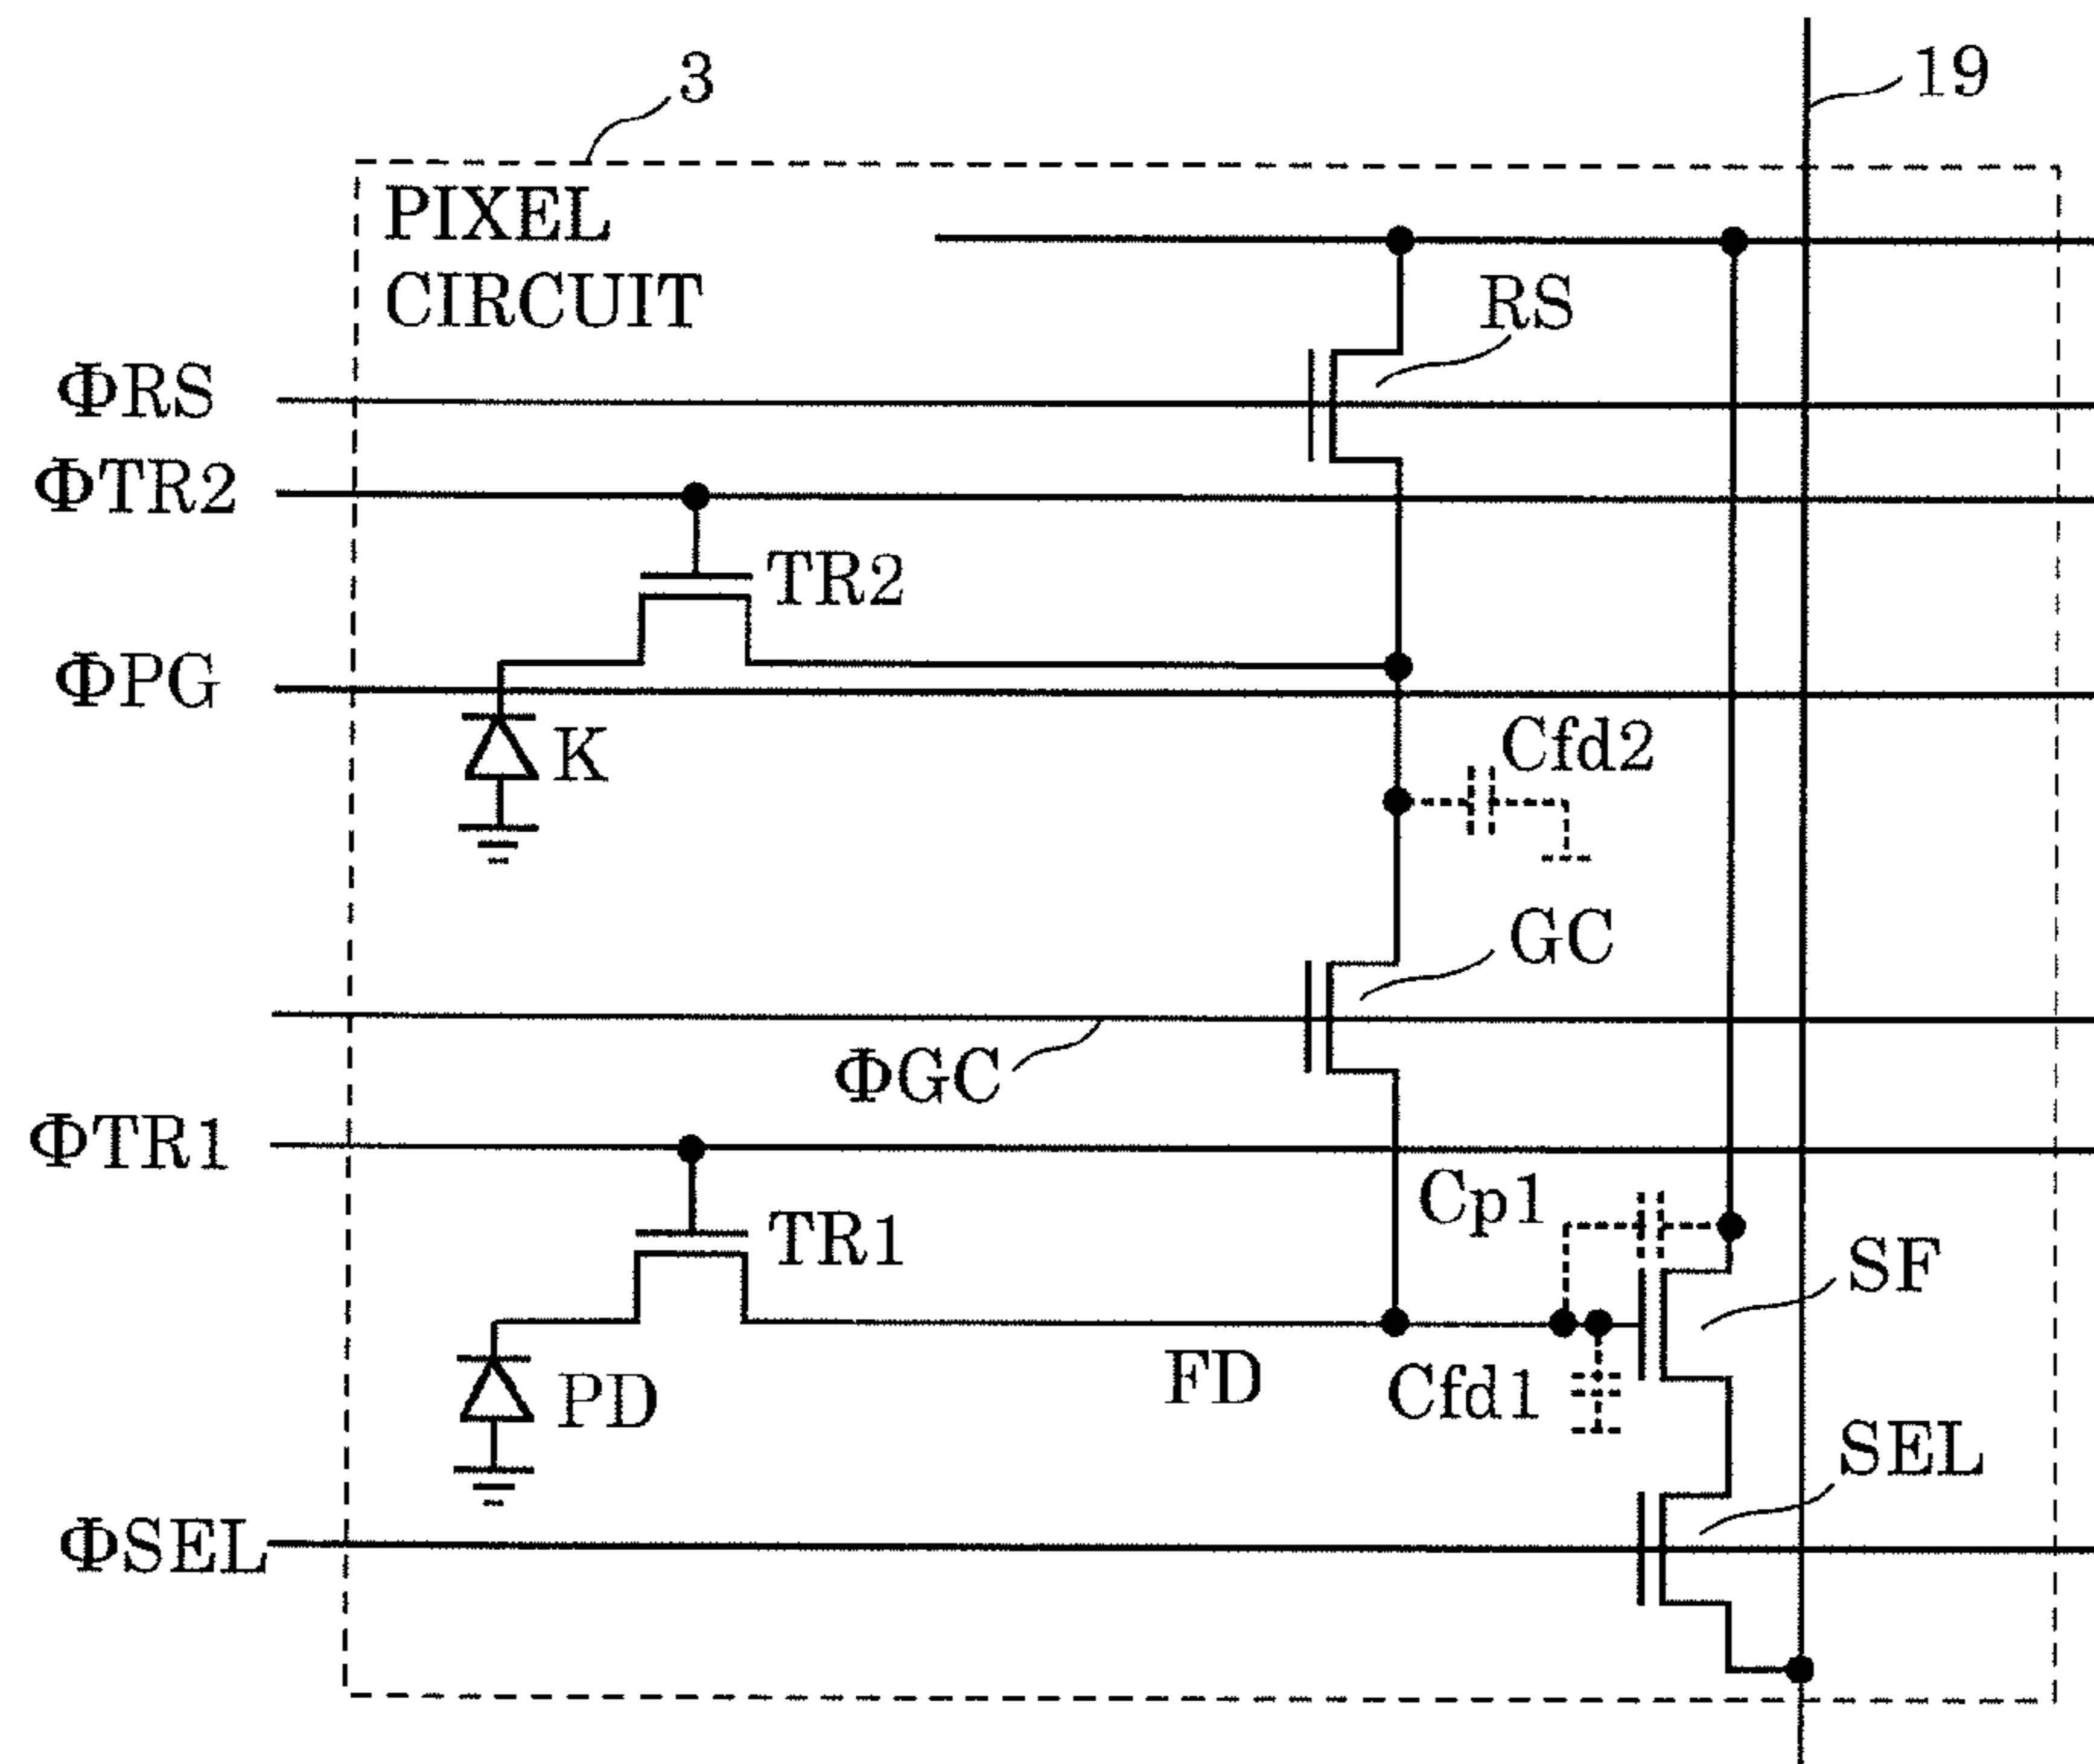 3
19
PIXEL
CIRCUIT
RS
ΦRS
ΦTR2
TR2
ΦPG
Cfd2
K
GC
ΦGC
ΦTR1
Cp1
TR1
SF
FD
Cfd1
PD
SEL
ΦSEL